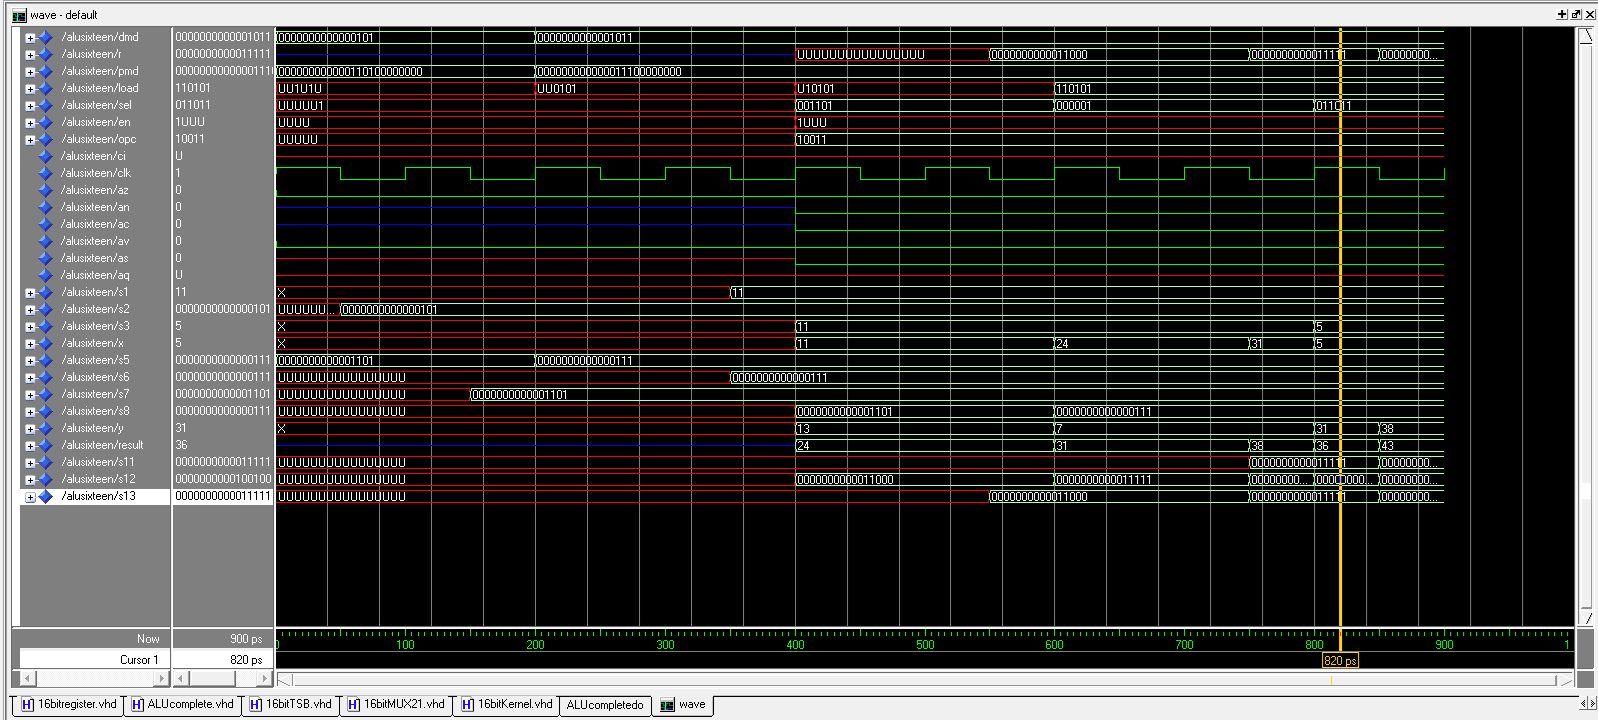 wave - default
/alusixteen/dmd 0000000000001011 0000000000000101 0000000000001011
/alusixteen/r 0000000000011111 UUUUUUUUUUUUUUUU 0000000000011000 0000000000011111 00000000...
/alusixteen/pmd 000000000000001110 000000000000110100000000 000000000000011100000000
/alusixteen/load 110101 UU1U1U UU0101 U10101 110101
/alusixteen/sel 011011 UUUUU1 001101 000001 011011
/alusixteen/en 1UUU UUUU 1UUU
/alusixteen/opc 10011 UUUUU 10011
/alusixteen/ci U
/alusixteen/clk 1
/alusixteen/az 0
/alusixteen/an 0
/alusixteen/ac 0
/alusixteen/av 0
/alusixteen/as 0
/alusixteen/aq U
/alusixteen/s1 11 X 11
/alusixteen/s2 0000000000000101 UUUUUU... 0000000000000101
/alusixteen/s3 5 X 11 5
/alusixteen/x 5 X 11 24 31 5
/alusixteen/s5 0000000000000111 0000000000001101 0000000000000111
/alusixteen/s6 0000000000000111 UUUUUUUUUUUUUUUU 0000000000000111
/alusixteen/s7 0000000000001101 UUUUUUUUUUUUUUUU 0000000000001101
/alusixteen/s8 0000000000000111 UUUUUUUUUUUUUUUU 0000000000001101 0000000000000111
/alusixteen/y 31 X 13 7 31 38
/alusixteen/result 36 24 31 38 36 43
/alusixteen/s11 0000000000011111 UUUUUUUUUUUUUUUU 0000000000011111 00000000...
/alusixteen/s12 0000000000100100 UUUUUUUUUUUUUUUU 0000000000011000 0000000000011111 00000000... 00000000... 00000000...
/alusixteen/s13 0000000000011111 UUUUUUUUUUUUUUUU 0000000000011000 0000000000011111 00000000...
Now 900 ps 100 200 300 400 500 600 700 800 900 1
Cursor 1 820 ps 820 ps
16bitregister.vhd ALUcomplete.vhd 16bitTSB.vhd 16bitMUX21.vhd 16bitKernel.vhd ALUcompletedo wave